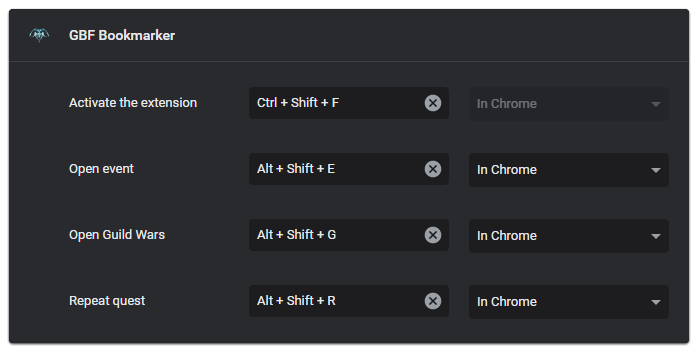 GBF Bookmarker
Activate the extension Ctrl + Shift + F In Chrome
Open event Alt + Shift + E In Chrome
Open Guild Wars Alt + Shift + G In Chrome
Repeat quest Alt + Shift + R In Chrome